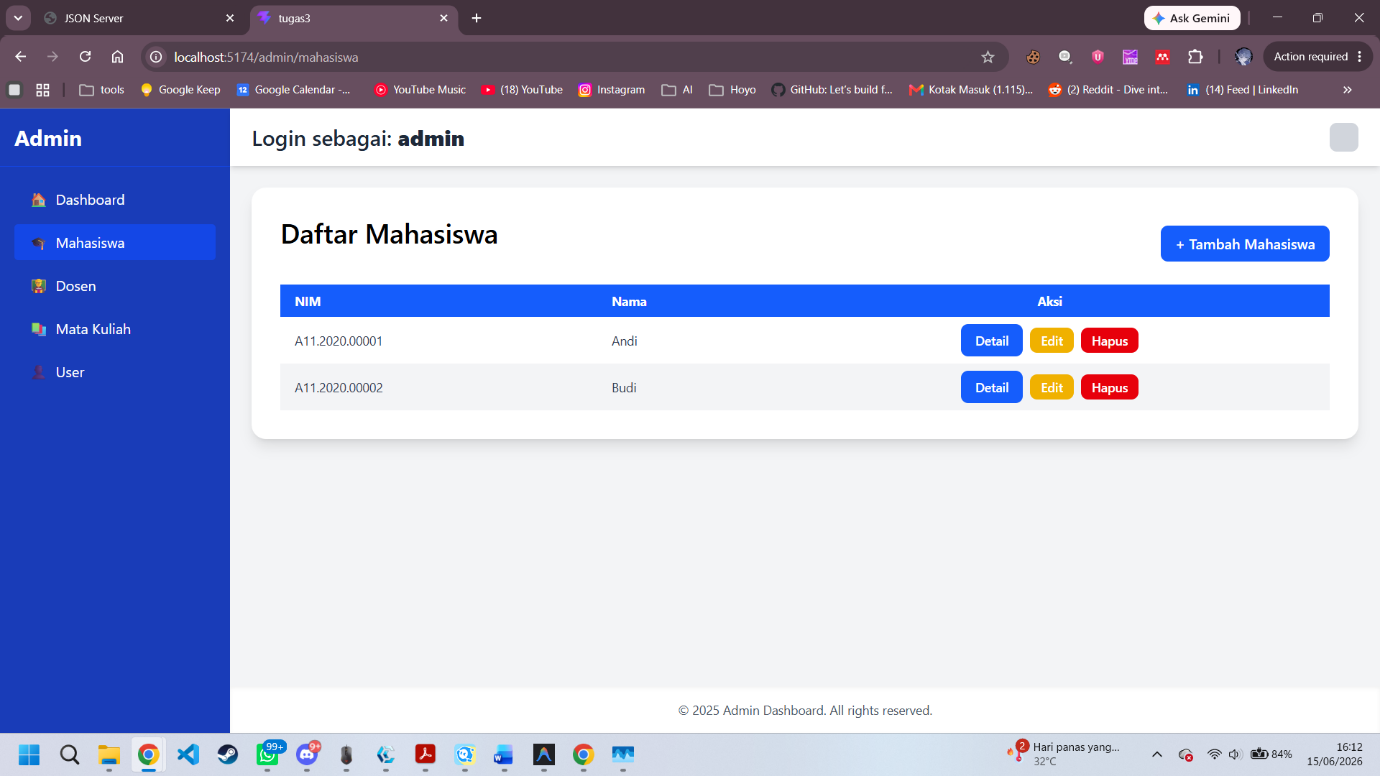 JSON Server
tugas3
Ask Gemini
localhost:5174/admin/mahasiswa
Action required
tools
Google Keep
12
Google Calendar -...
YouTube Music
(18) YouTube
Instagram
AI
Hoyo
GitHub: Let's build f...
Kotak Masuk (1.115)...
(2) Reddit - Dive int...
(14) Feed | LinkedIn
Admin
Login sebagai: admin
Dashboard
Mahasiswa
Dosen
Mata Kuliah
User
Daftar Mahasiswa
+ Tambah Mahasiswa
NIM Nama Aksi
A11.2020.00001 Andi Detail Edit Hapus
A11.2020.00002 Budi Detail Edit Hapus
© 2025 Admin Dashboard. All rights reserved.
99+
9+
2
Hari panas yang...
32°C
84%
16:12
15/06/2026